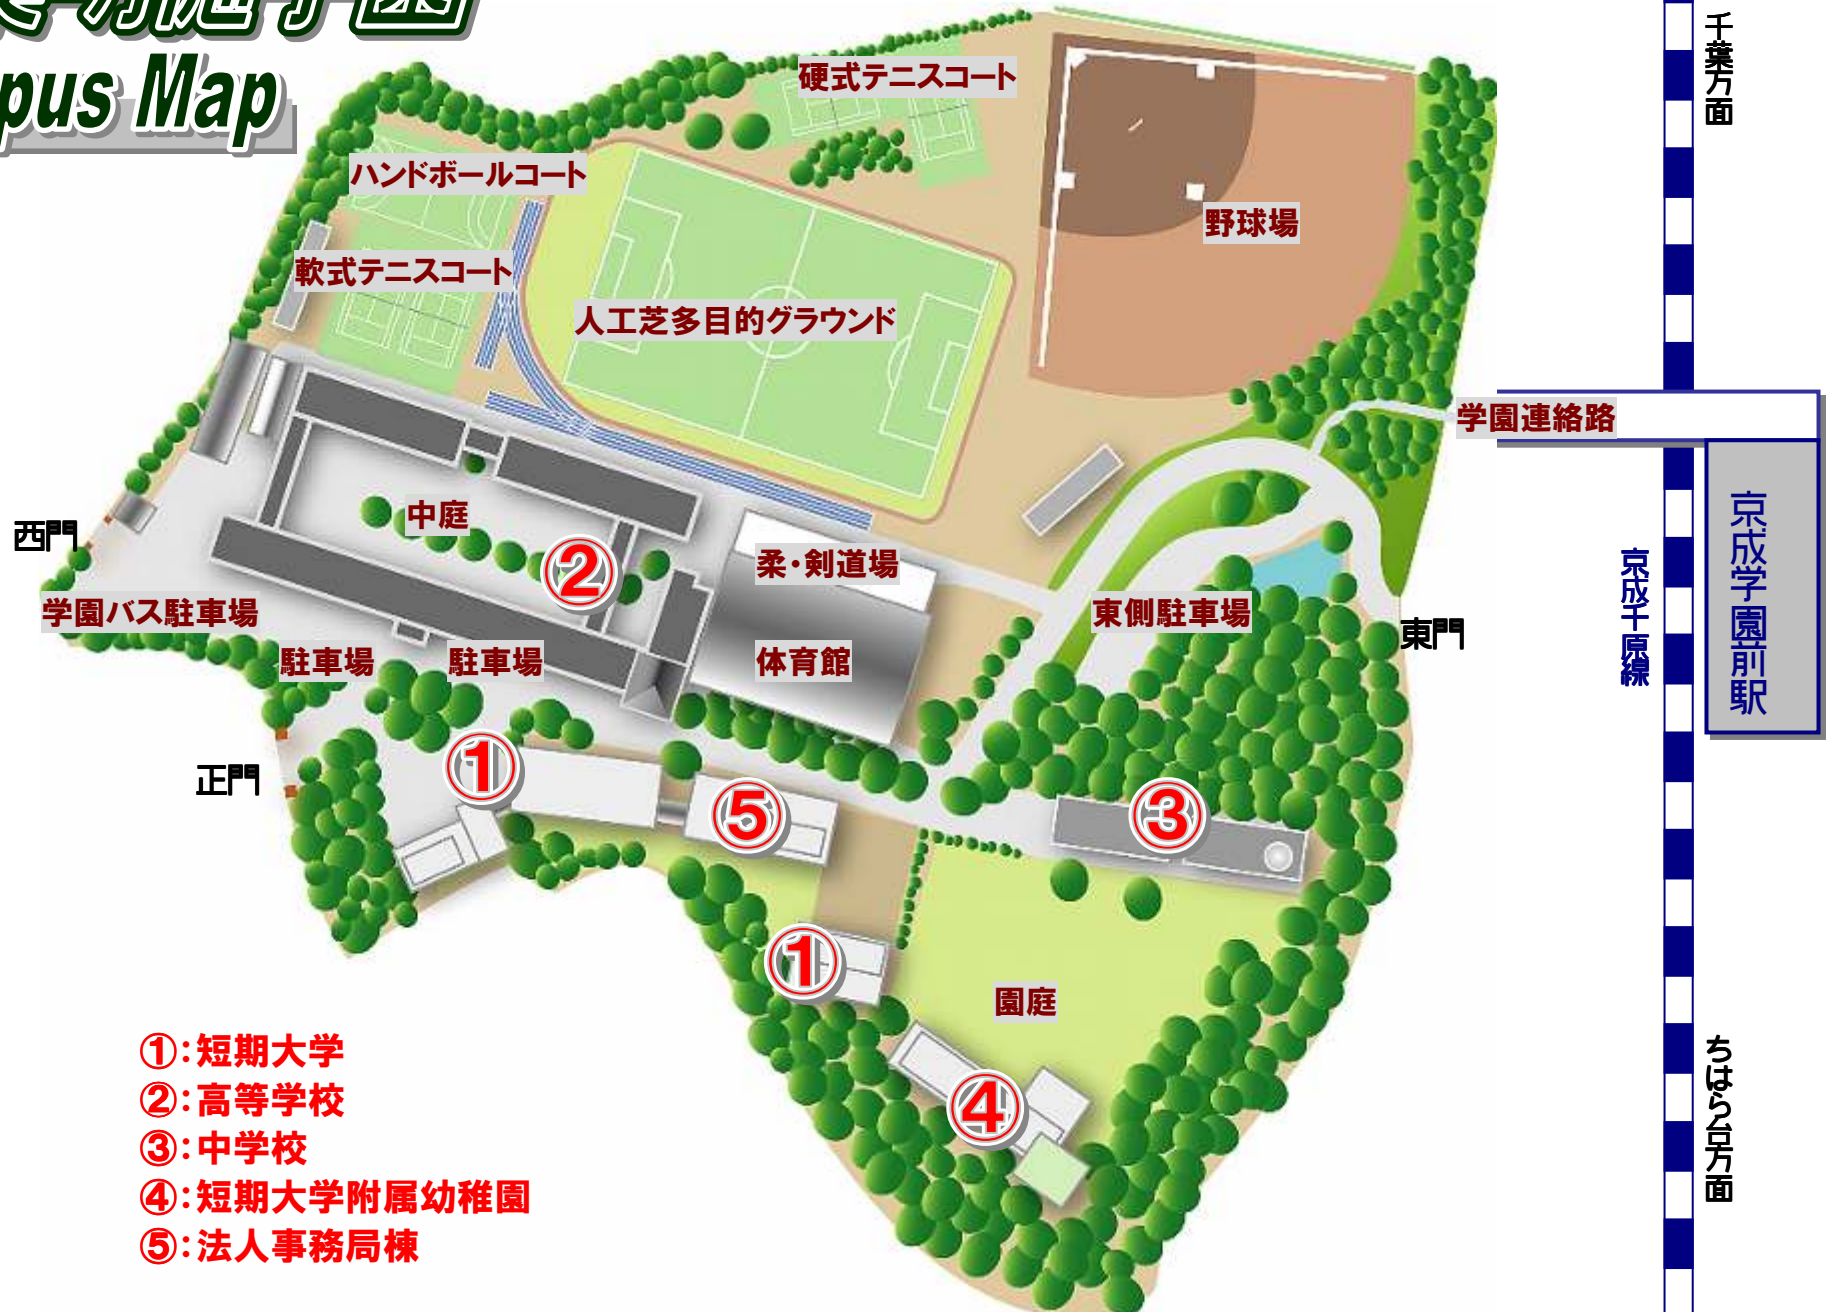 Map
千葉方面
硬式テニスコート
ハンドボールコート
野球場
軟式テニスコート
人工芝多目的グラウンド
学園連絡路
中庭
西門
②
柔・剣道場
京成千原線
京成学園前駅
学園バス駐車場
東側駐車場
東門
駐車場
駐車場
体育館
正門
①
⑤
③
①
園庭
④
ちはら台方面
①:短期大学
②:高等学校
③:中学校
④:短期大学附属幼稚園
⑤:法人事務局棟